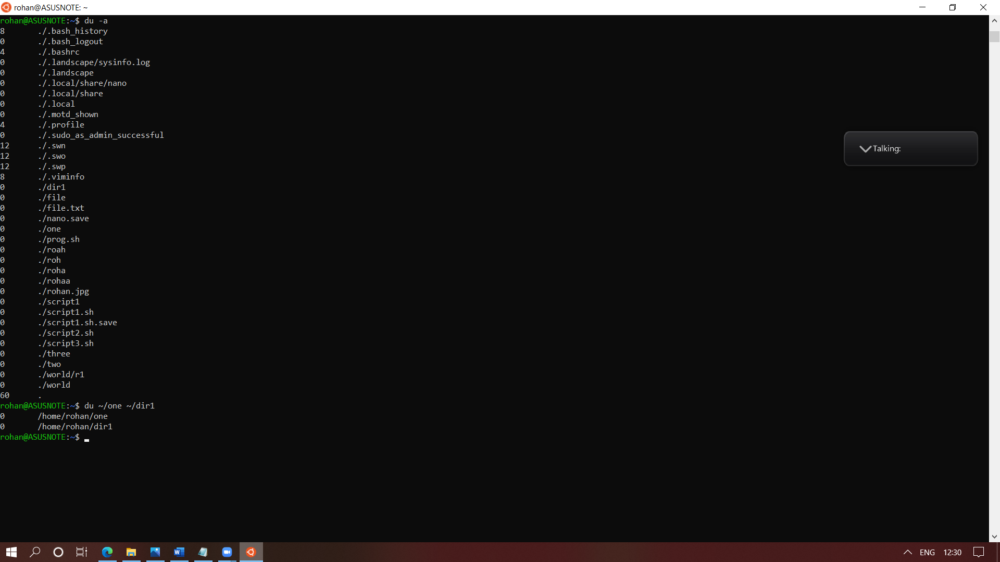 rohan@ASUSNOTE: ~
rohan@ASUSNOTE:~$ du -a
8       ./.bash_history
0       ./.bash_logout
4       ./.bashrc
0       ./.landscape/sysinfo.log
0       ./.landscape
0       ./.local/share/nano
0       ./.local/share
0       ./.local
0       ./.motd_shown
4       ./.profile
0       ./.sudo_as_admin_successful
12      ./.swn
12      ./.swo
12      ./.swp
8       ./.viminfo
0       ./dir1
0       ./file
0       ./file.txt
0       ./nano.save
0       ./one
0       ./prog.sh
0       ./roah
0       ./roh
0       ./roha
0       ./rohaa
0       ./rohan.jpg
0       ./script1
0       ./script1.sh
0       ./script1.sh.save
0       ./script2.sh
0       ./script3.sh
0       ./three
0       ./two
0       ./world/r1
0       ./world
60      .
rohan@ASUSNOTE:~$ du ~/one ~/dir1
0       /home/rohan/one
0       /home/rohan/dir1
rohan@ASUSNOTE:~$
Talking:
ENG 12:30